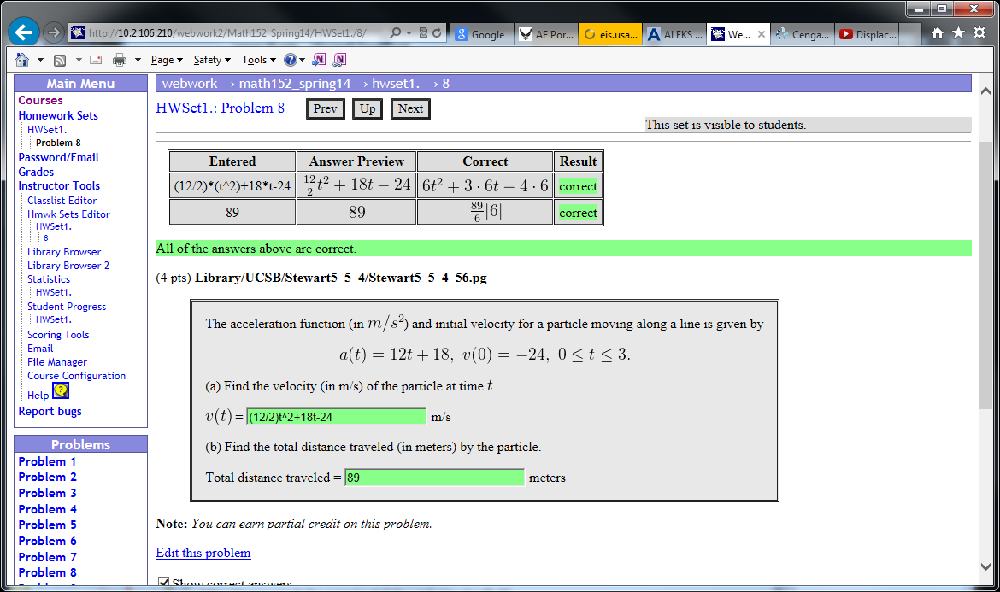 http://10.2.106.210/webwork2/Math152_Spring14/HWSet1./8/
Google
AF Por...
eis.usa...
ALEKS ...
We...
Cenga...
Displac...
Page
Safety
Tools
Main Menu
Courses
Homework Sets
HWSet1.
Problem 8
Password/Email
Grades
Instructor Tools
Classlist Editor
Hmwk Sets Editor
HWSet1.
8
Library Browser
Library Browser 2
Statistics
HWSet1.
Student Progress
HWSet1.
Scoring Tools
Email
File Manager
Course Configuration
Help
Report bugs
Problems
Problem 1
Problem 2
Problem 3
Problem 4
Problem 5
Problem 6
Problem 7
Problem 8
webwork → math152_spring14 → hwset1. → 8
HWSet1.: Problem 8 Prev Up Next
This set is visible to students.
Entered Answer Preview Correct Result
(12/2)*(t^2)+18*t-24 12/2 t² + 18t − 24 6t² + 3 · 6t − 4 · 6 correct
89 89 89/6 |6| correct
All of the answers above are correct.
(4 pts) Library/UCSB/Stewart5_5_4/Stewart5_5_4_56.pg
The acceleration function (in m/s²) and initial velocity for a particle moving along a line is given by
a(t) = 12t + 18, v(0) = −24, 0 ≤ t ≤ 3.
(a) Find the velocity (in m/s) of the particle at time t.
v(t) = (12/2)t^2+18t-24 m/s
(b) Find the total distance traveled (in meters) by the particle.
Total distance traveled = 89 meters
Note: You can earn partial credit on this problem.
Edit this problem
Show correct answers